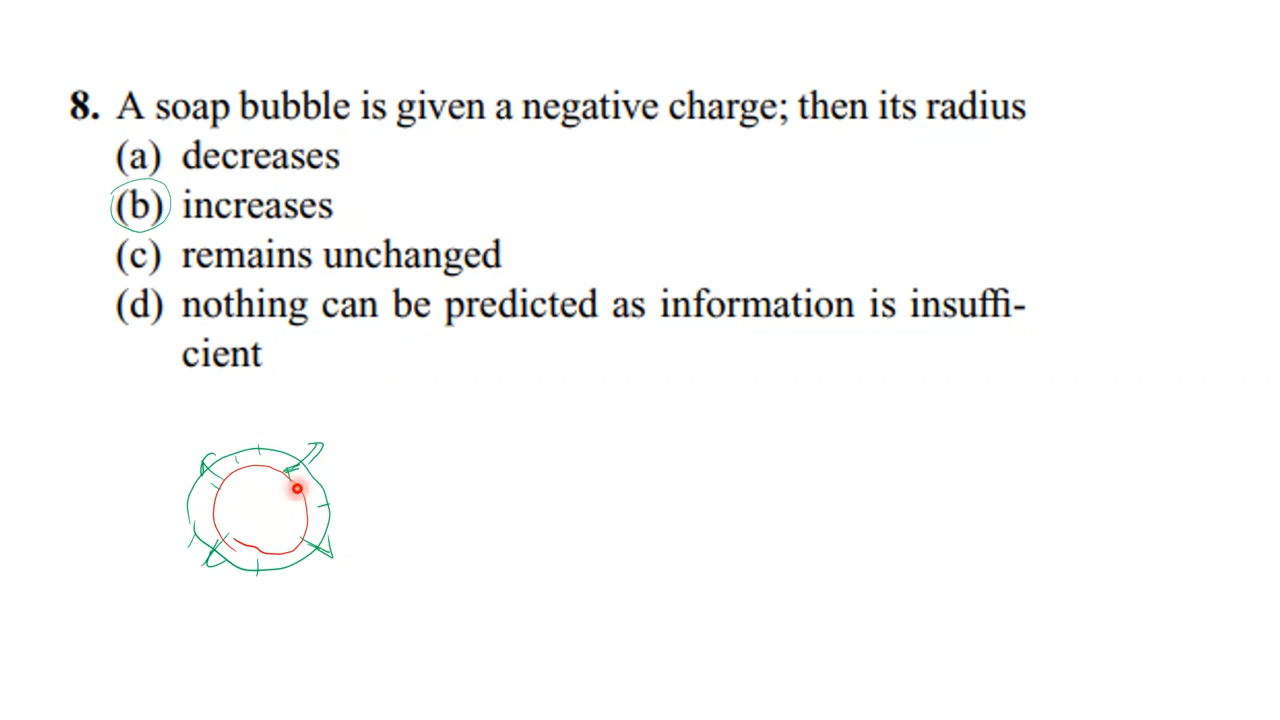 8. A soap bubble is given a negative charge; then its radius
(a) decreases
(b) increases
(c) remains unchanged
(d) nothing can be predicted as information is insuffi-
cient